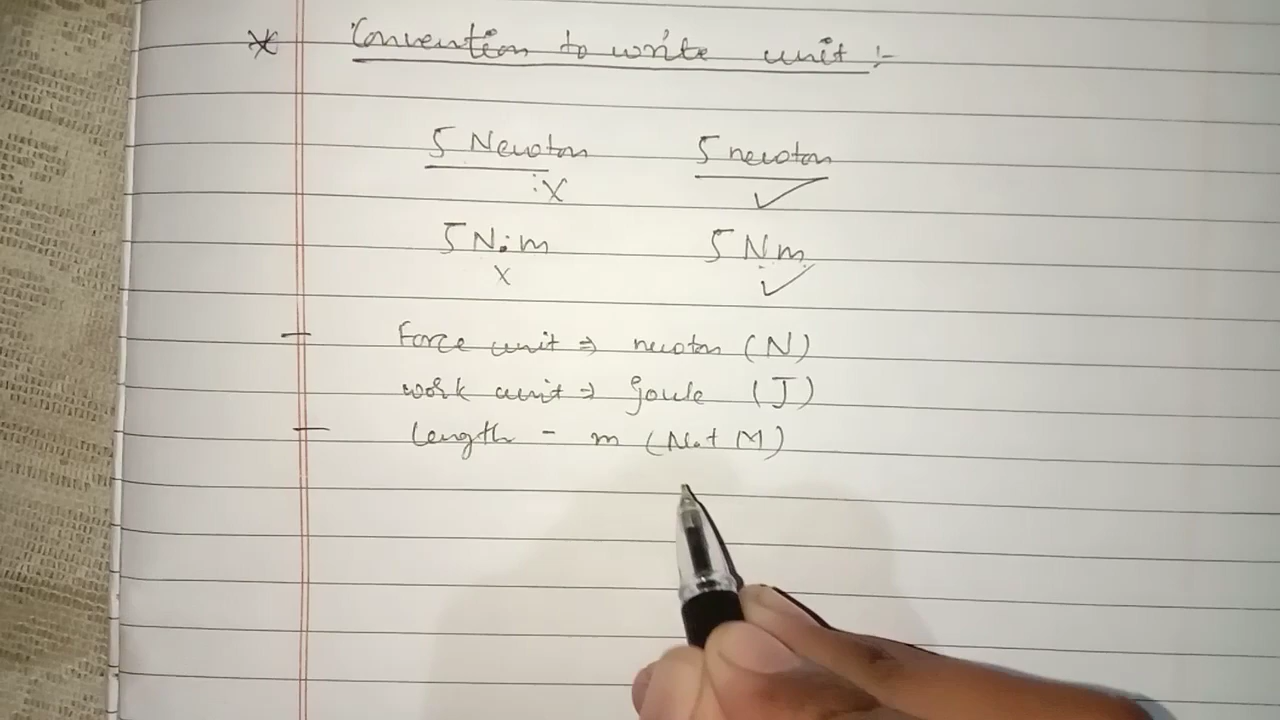 * Convention to write unit :-
5 Newton 5 newton
X ✓
5 N.m 5 Nm
X ✓
Force unit ⇒ newton (N)
work unit ⇒ joule (J)
length - m (Not M)